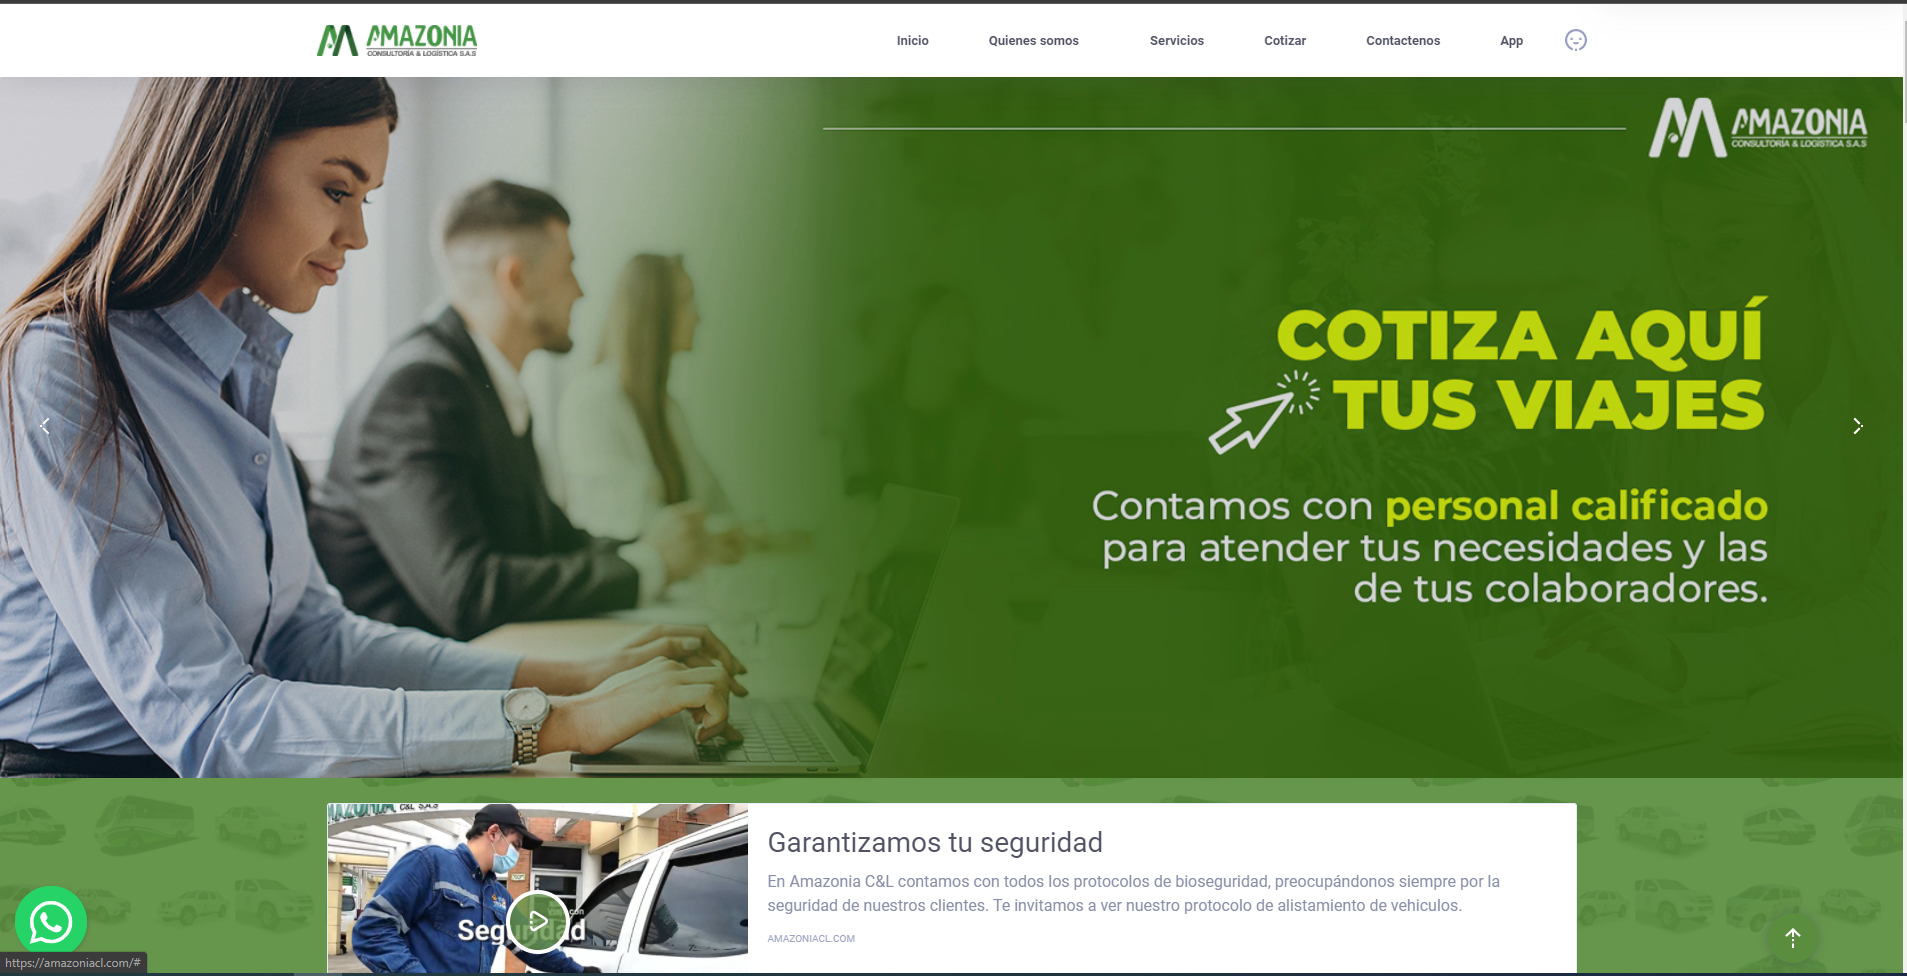 AMAZONIA
CONSULTORÍA & LOGÍSTICA S.A.S
Inicio
Quienes somos
Servicios
Cotizar
Contactenos
App
AMAZONIA
CONSULTORÍA & LOGÍSTICA S.A.S
COTIZA AQUÍ
TUS VIAJES
Contamos con personal calificado
para atender tus necesidades y las
de tus colaboradores.
C&L S.A.S
Garantizamos tu seguridad
En Amazonia C&L contamos con todos los protocolos de bioseguridad, preocupándonos siempre por la
seguridad de nuestros clientes. Te invitamos a ver nuestro protocolo de alistamiento de vehiculos.
AMAZONIACL.COM
https://amazoniacl.com/#